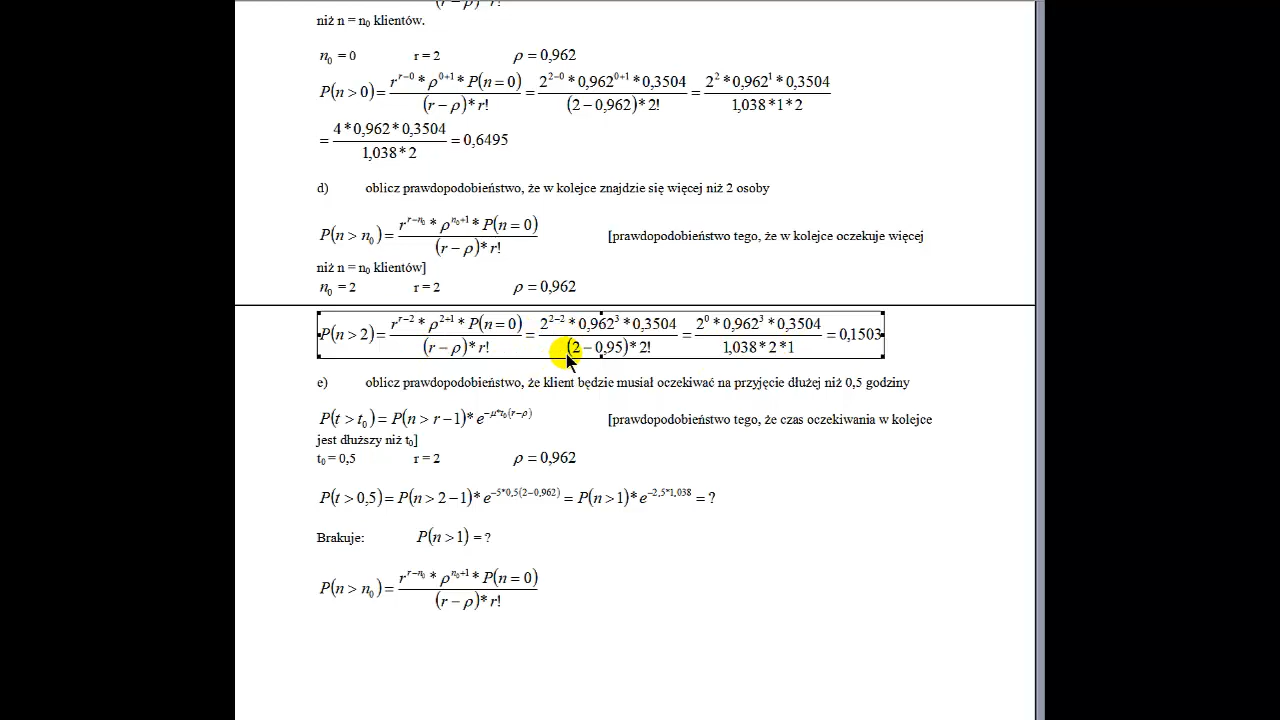 niż n = n₀ klientów.
n₀ = 0 r = 2 ρ = 0,962
P(n > 0) = (r^(r−0) * ρ^(0+1) * P(n = 0)) / ((r − ρ)* r!) = (2^(2−0) * 0,962^(0+1) * 0,3504) / ((2 − 0,962)* 2!) = (2² * 0,962¹ * 0,3504) / (1,038 * 1 * 2)
= (4 * 0,962 * 0,3504) / (1,038 * 2) = 0,6495
d) oblicz prawdopodobieństwo, że w kolejce znajdzie się więcej niż 2 osoby
P(n > n₀) = (r^(r−n₀) * ρ^(n₀+1) * P(n = 0)) / ((r − ρ)* r!) [prawdopodobieństwo tego, że w kolejce oczekuje więcej
niż n = n₀ klientów]
n₀ = 2 r = 2 ρ = 0,962
P(n > 2) = (r^(r−2) * ρ^(2+1) * P(n = 0)) / ((r − ρ)* r!) = (2^(2−2) * 0,962³ * 0,3504) / ((2 − 0,95)* 2!) = (2⁰ * 0,962³ * 0,3504) / (1,038 * 2 * 1) = 0,1503
e) oblicz prawdopodobieństwo, że klient będzie musiał oczekiwać na przyjęcie dłużej niż 0,5 godziny
P(t > t₀) = P(n > r − 1)* e^(−μ*t₀(r−ρ)) [prawdopodobieństwo tego, że czas oczekiwania w kolejce
jest dłuższy niż t₀]
t₀ = 0,5 r = 2 ρ = 0,962
P(t > 0,5) = P(n > 2 − 1)* e^(−5*0,5(2−0,962)) = P(n > 1)* e^(−2,5*1,038) = ?
Brakuje: P(n > 1) = ?
P(n > n₀) = (r^(r−n₀) * ρ^(n₀+1) * P(n = 0)) / ((r − ρ)* r!)